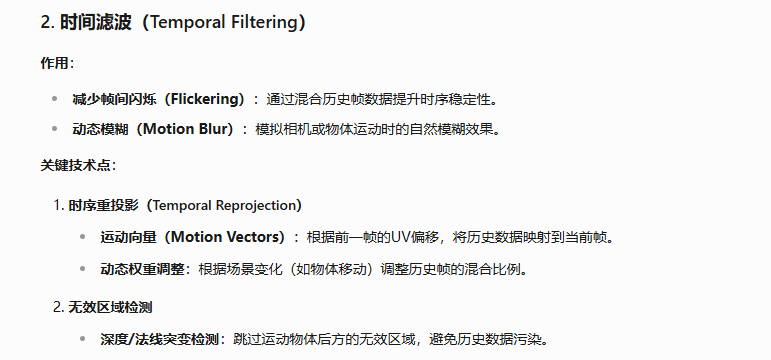 2. 时间滤波（Temporal Filtering）
作用：
减少帧间闪烁（Flickering）：通过混合历史帧数据提升时序稳定性。
动态模糊（Motion Blur）：模拟相机或物体运动时的自然模糊效果。
关键技术点：
1. 时序重投影（Temporal Reprojection）
运动向量（Motion Vectors）：根据前一帧的UV偏移，将历史数据映射到当前帧。
动态权重调整：根据场景变化（如物体移动）调整历史帧的混合比例。
2. 无效区域检测
深度/法线突变检测：跳过运动物体后方的无效区域，避免历史数据污染。